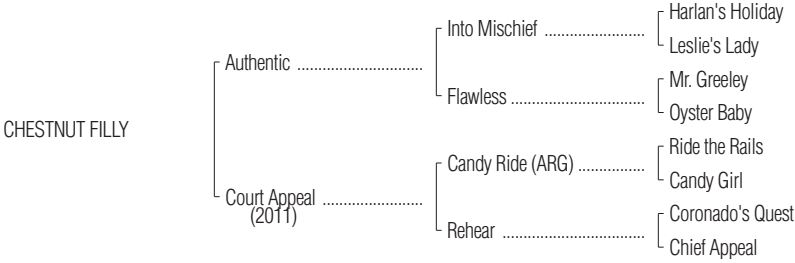 Harlan's Holiday
Into Mischief ........................
Leslie's Lady
Authentic ..............................
Mr. Greeley
Flawless ................................
Oyster Baby
CHESTNUT FILLY
Ride the Rails
Candy Ride (ARG) ................
Candy Girl
Court Appeal ........................
(2011)
Coronado's Quest
Rehear ..................................
Chief Appeal